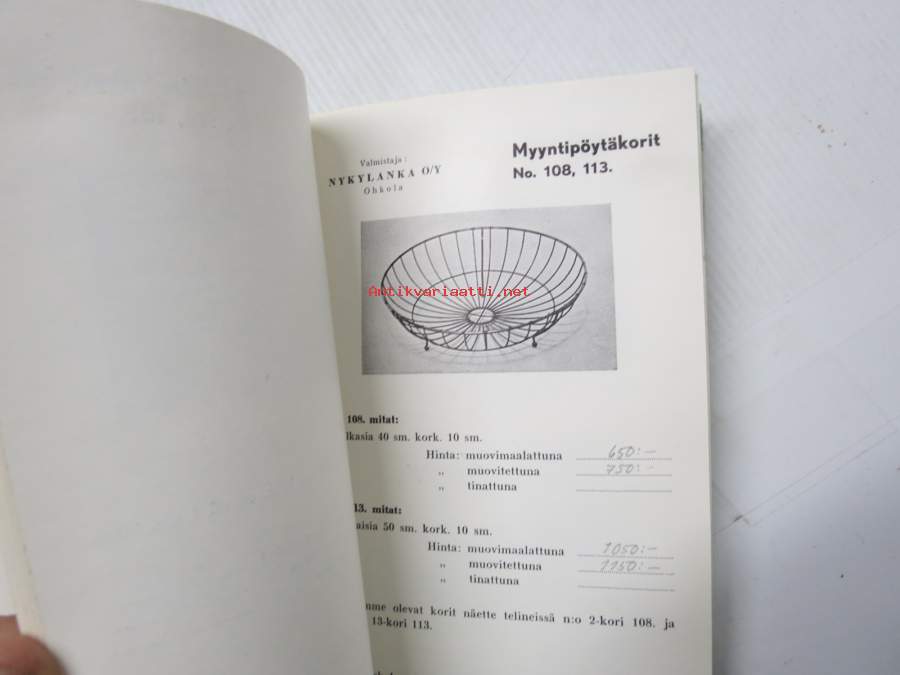 Valmistaja:
NYKYLANKA O/Y
Ohkola
Myyntipöytäkorit
No. 108, 113.
Antikvariaatti.net
108. mitat:
lkasia 40 sm. kork. 10 sm.
Hinta: muovimaalattuna 650:—
„ muovitettuna 750:—
„ tinattuna
13. mitat:
aisia 50 sm. kork. 10 sm.
Hinta: muovimaalattuna 1050:—
„ muovitettuna 1150:—
„ tinattuna
mme olevat korit näette telineissä n:o 2-kori 108. ja
13-kori 113.